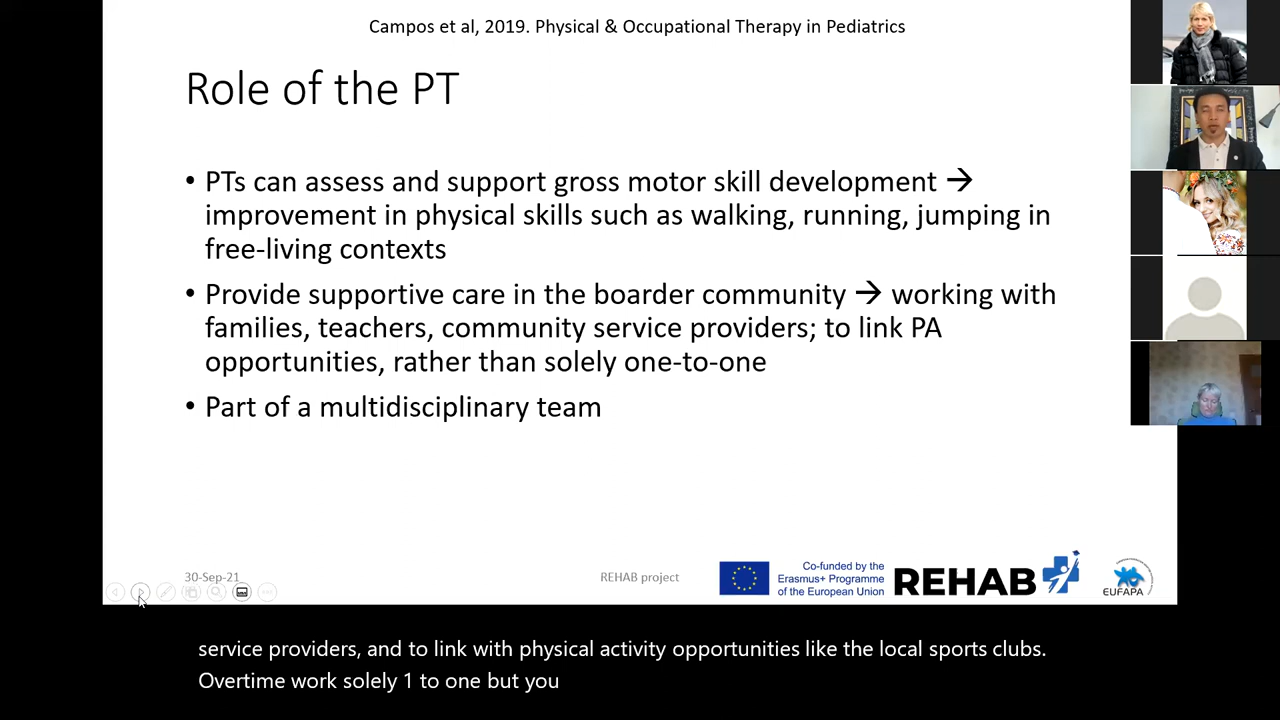 Campos et al, 2019. Physical & Occupational Therapy in Pediatrics
Role of the PT
• PTs can assess and support gross motor skill development →
improvement in physical skills such as walking, running, jumping in
free-living contexts
• Provide supportive care in the boarder community → working with
families, teachers, community service providers; to link PA
opportunities, rather than solely one-to-one
• Part of a multidisciplinary team
30-Sep-21
REHAB project
Co-funded by the
Erasmus+ Programme
of the European Union
REHAB
EUFAPA
service providers, and to link with physical activity opportunities like the local sports clubs.
Overtime work solely 1 to one but you